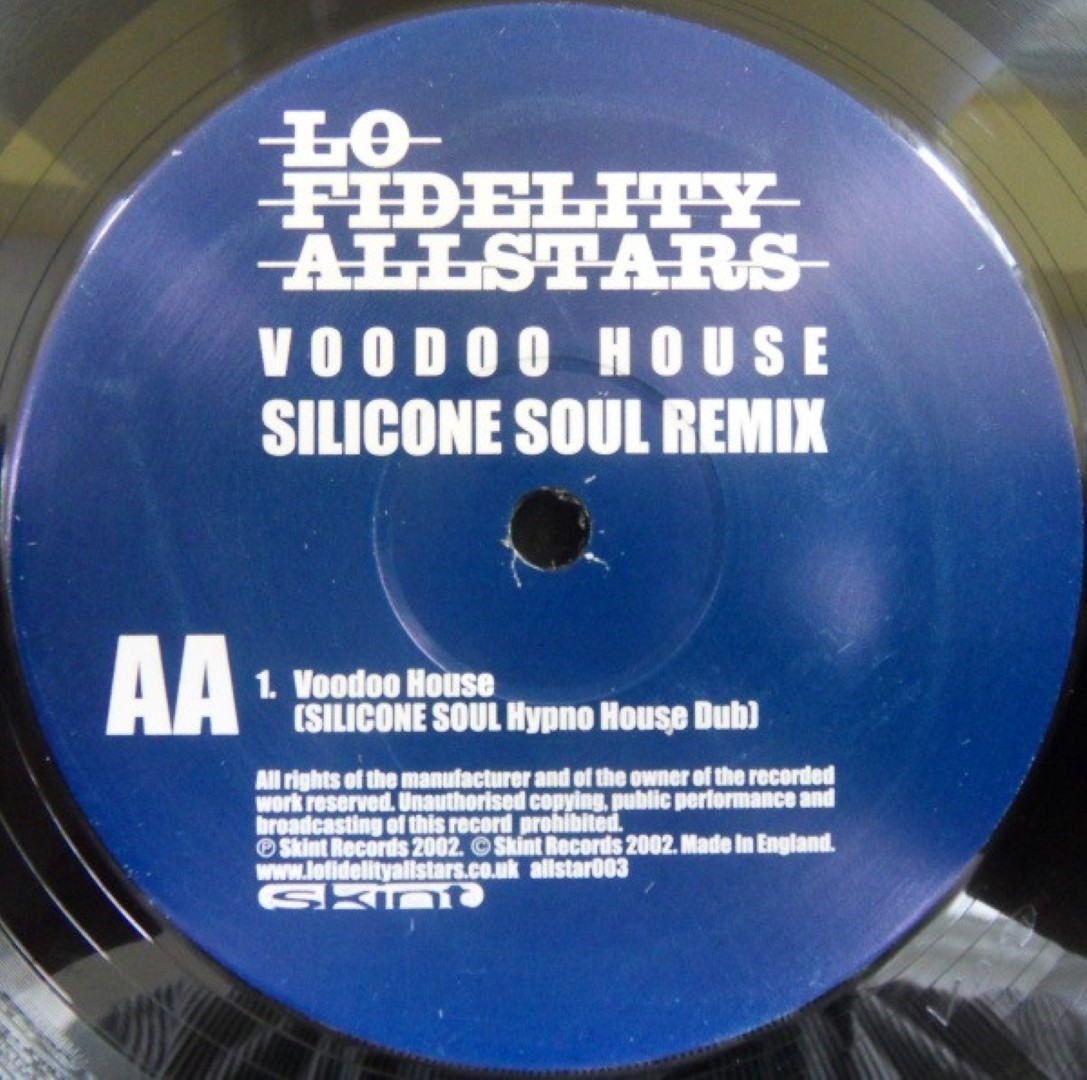 LO
FIDELITY
ALLSTARS
VOODOO HOUSE
SILICONE SOUL REMIX
AA
1. Voodoo House
(SILICONE SOUL Hypno House Dub)
All rights of the manufacturer and of the owner of the recorded
work reserved. Unauthorised copying, public performance and
broadcasting of this record prohibited.
℗ Skint Records 2002. © Skint Records 2002. Made In England.
www.lofidelityallstars.co.uk allstar003
skint